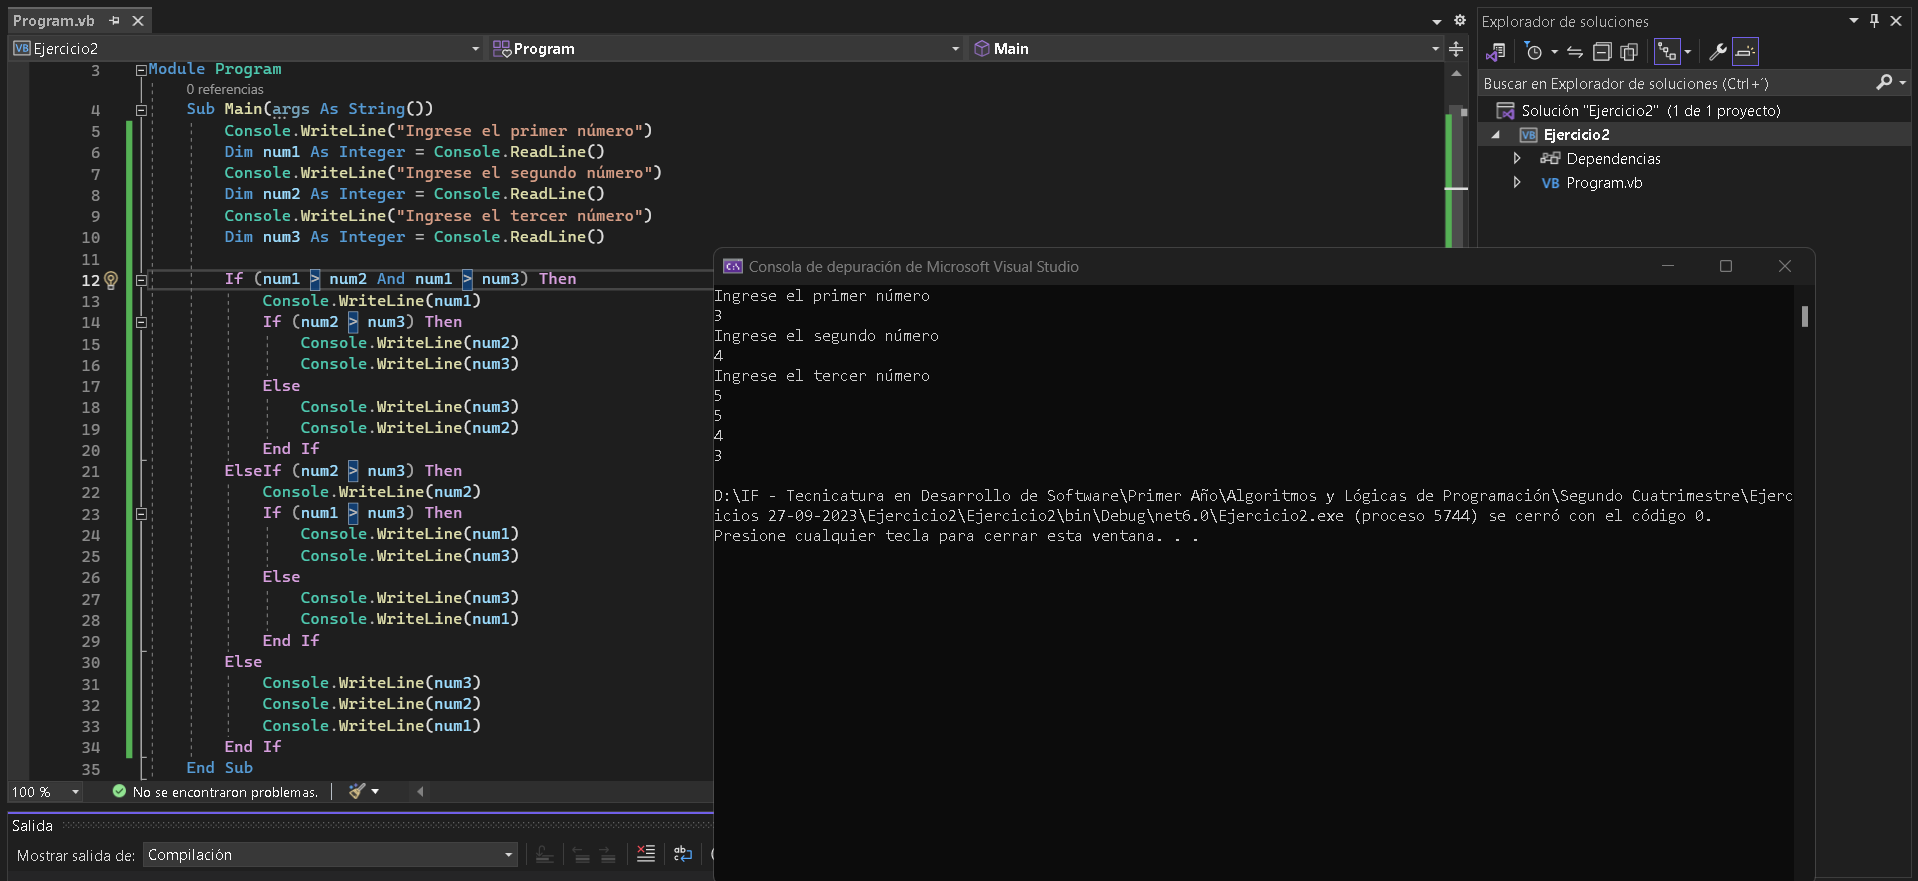 Program.vb
Ejercicio2
Program
Main
3 Module Program
0 referencias
4 Sub Main(args As String())
5 Console.WriteLine("Ingrese el primer número")
6 Dim num1 As Integer = Console.ReadLine()
7 Console.WriteLine("Ingrese el segundo número")
8 Dim num2 As Integer = Console.ReadLine()
9 Console.WriteLine("Ingrese el tercer número")
10 Dim num3 As Integer = Console.ReadLine()
11
12 If (num1 > num2 And num1 > num3) Then
13 Console.WriteLine(num1)
14 If (num2 > num3) Then
15 Console.WriteLine(num2)
16 Console.WriteLine(num3)
17 Else
18 Console.WriteLine(num3)
19 Console.WriteLine(num2)
20 End If
21 ElseIf (num2 > num3) Then
22 Console.WriteLine(num2)
23 If (num1 > num3) Then
24 Console.WriteLine(num1)
25 Console.WriteLine(num3)
26 Else
27 Console.WriteLine(num3)
28 Console.WriteLine(num1)
29 End If
30 Else
31 Console.WriteLine(num3)
32 Console.WriteLine(num2)
33 Console.WriteLine(num1)
34 End If
35 End Sub
100 %
No se encontraron problemas.
Salida
Mostrar salida de:
Compilación
Consola de depuración de Microsoft Visual Studio
Ingrese el primer número
3
Ingrese el segundo número
4
Ingrese el tercer número
5
5
4
3
D:\IF - Tecnicatura en Desarrollo de Software\Primer Año\Algoritmos y Lógicas de Programación\Segundo Cuatrimestre\Ejerc
icios 27-09-2023\Ejercicio2\Ejercicio2\bin\Debug\net6.0\Ejercicio2.exe (proceso 5744) se cerró con el código 0.
Presione cualquier tecla para cerrar esta ventana. . .
Explorador de soluciones
Buscar en Explorador de soluciones (Ctrl+´)
Solución "Ejercicio2" (1 de 1 proyecto)
VB Ejercicio2
Dependencias
VB Program.vb